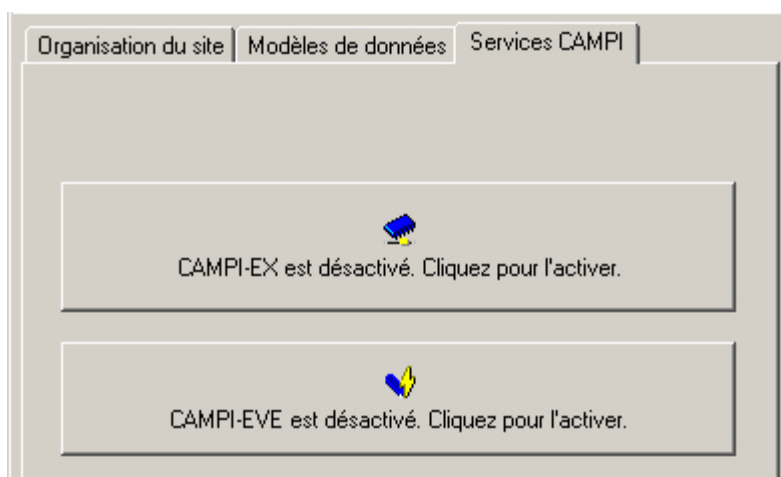 Organisation du site Modèles de données Services CAMPI
CAMPI-EX est désactivé. Cliquez pour l'activer.
CAMPI-EVE est désactivé. Cliquez pour l'activer.